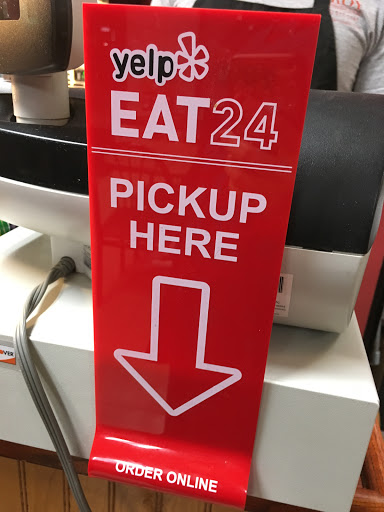 yelp
EAT24
PICKUP
HERE
ORDER ONLINE